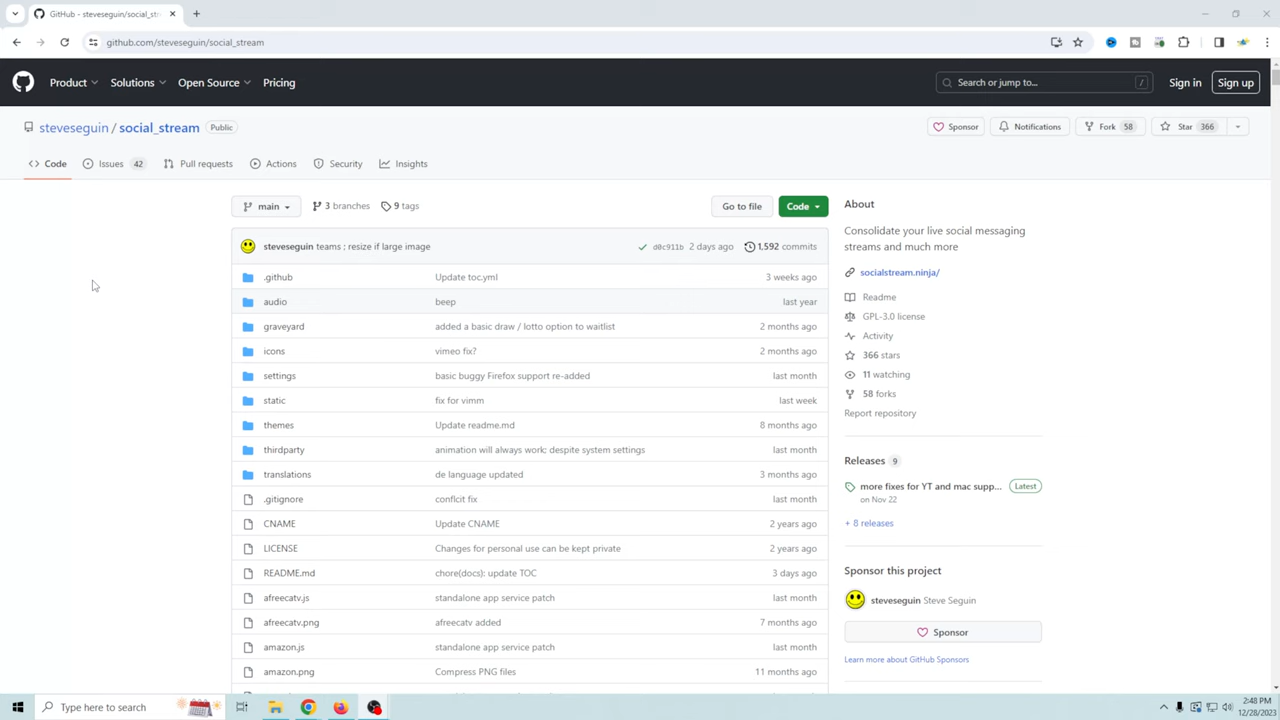 GitHub - steveseguin/social_str
github.com/steveseguin/social_stream
Product
Solutions
Open Source
Pricing
Search or jump to...
/
Sign in
Sign up
steveseguin / social_stream
Public
Sponsor
Notifications
Fork 58
Star 366
Code
Issues 42
Pull requests
Actions
Security
Insights
main
3 branches
9 tags
Go to file
Code
steveseguin teams ; resize if large image
d0c911b 2 days ago
1,592 commits
.github Update toc.yml 3 weeks ago
audio beep last year
graveyard added a basic draw / lotto option to waitlist 2 months ago
icons vimeo fix? 2 months ago
settings basic buggy Firefox support re-added last month
static fix for vimm last week
themes Update readme.md 8 months ago
thirdparty animation will always work; despite system settings last month
translations de language updated 3 months ago
.gitignore conflcit fix last month
CNAME Update CNAME 2 years ago
LICENSE Changes for personal use can be kept private 2 years ago
README.md chore(docs): update TOC 3 days ago
afreecatv.js standalone app service patch last month
afreecatv.png afreecatv added 7 months ago
amazon.js standalone app service patch last month
amazon.png Compress PNG files 11 months ago
About
Consolidate your live social messaging
streams and much more
socialstream.ninja/
Readme
GPL-3.0 license
Activity
366 stars
11 watching
58 forks
Report repository
Releases 9
more fixes for YT and mac supp... Latest
on Nov 22
+ 8 releases
Sponsor this project
steveseguin Steve Seguin
Sponsor
Learn more about GitHub Sponsors
Type here to search
2:48 PM
12/28/2023